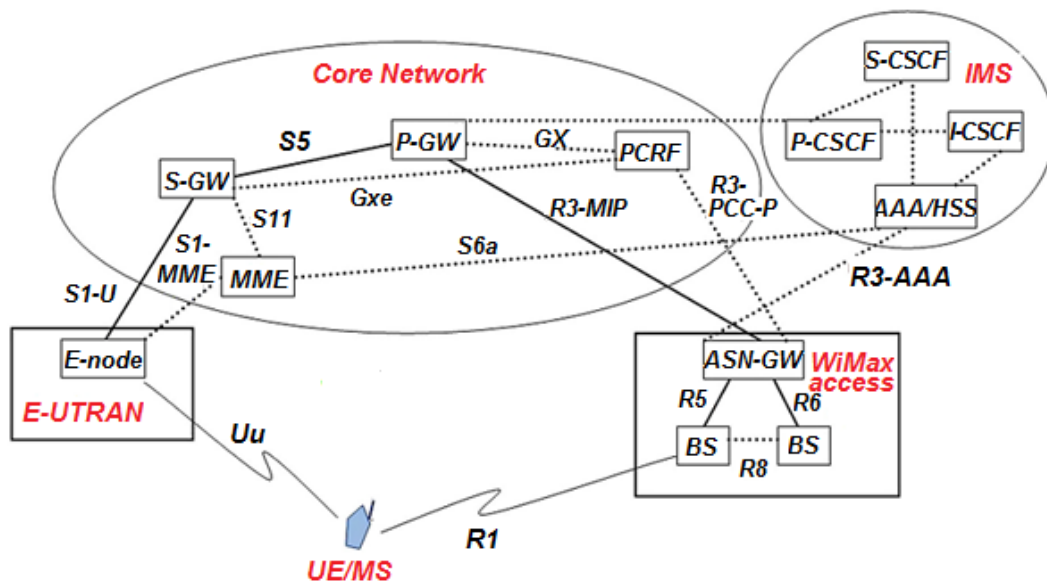 S-CSCF
Core Network
IMS
S5
P-GW
GX
PCRF
P-CSCF
I-CSCF
S-GW
Gxe
R3-MIP
R3-
PCC-P
AAA/HSS
S11
S1-
MME
MME
S6a
R3-AAA
S1-U
E-node
ASN-GW
WiMax
access
E-UTRAN
R5
R6
Uu
BS
BS
R8
R1
UE/MS